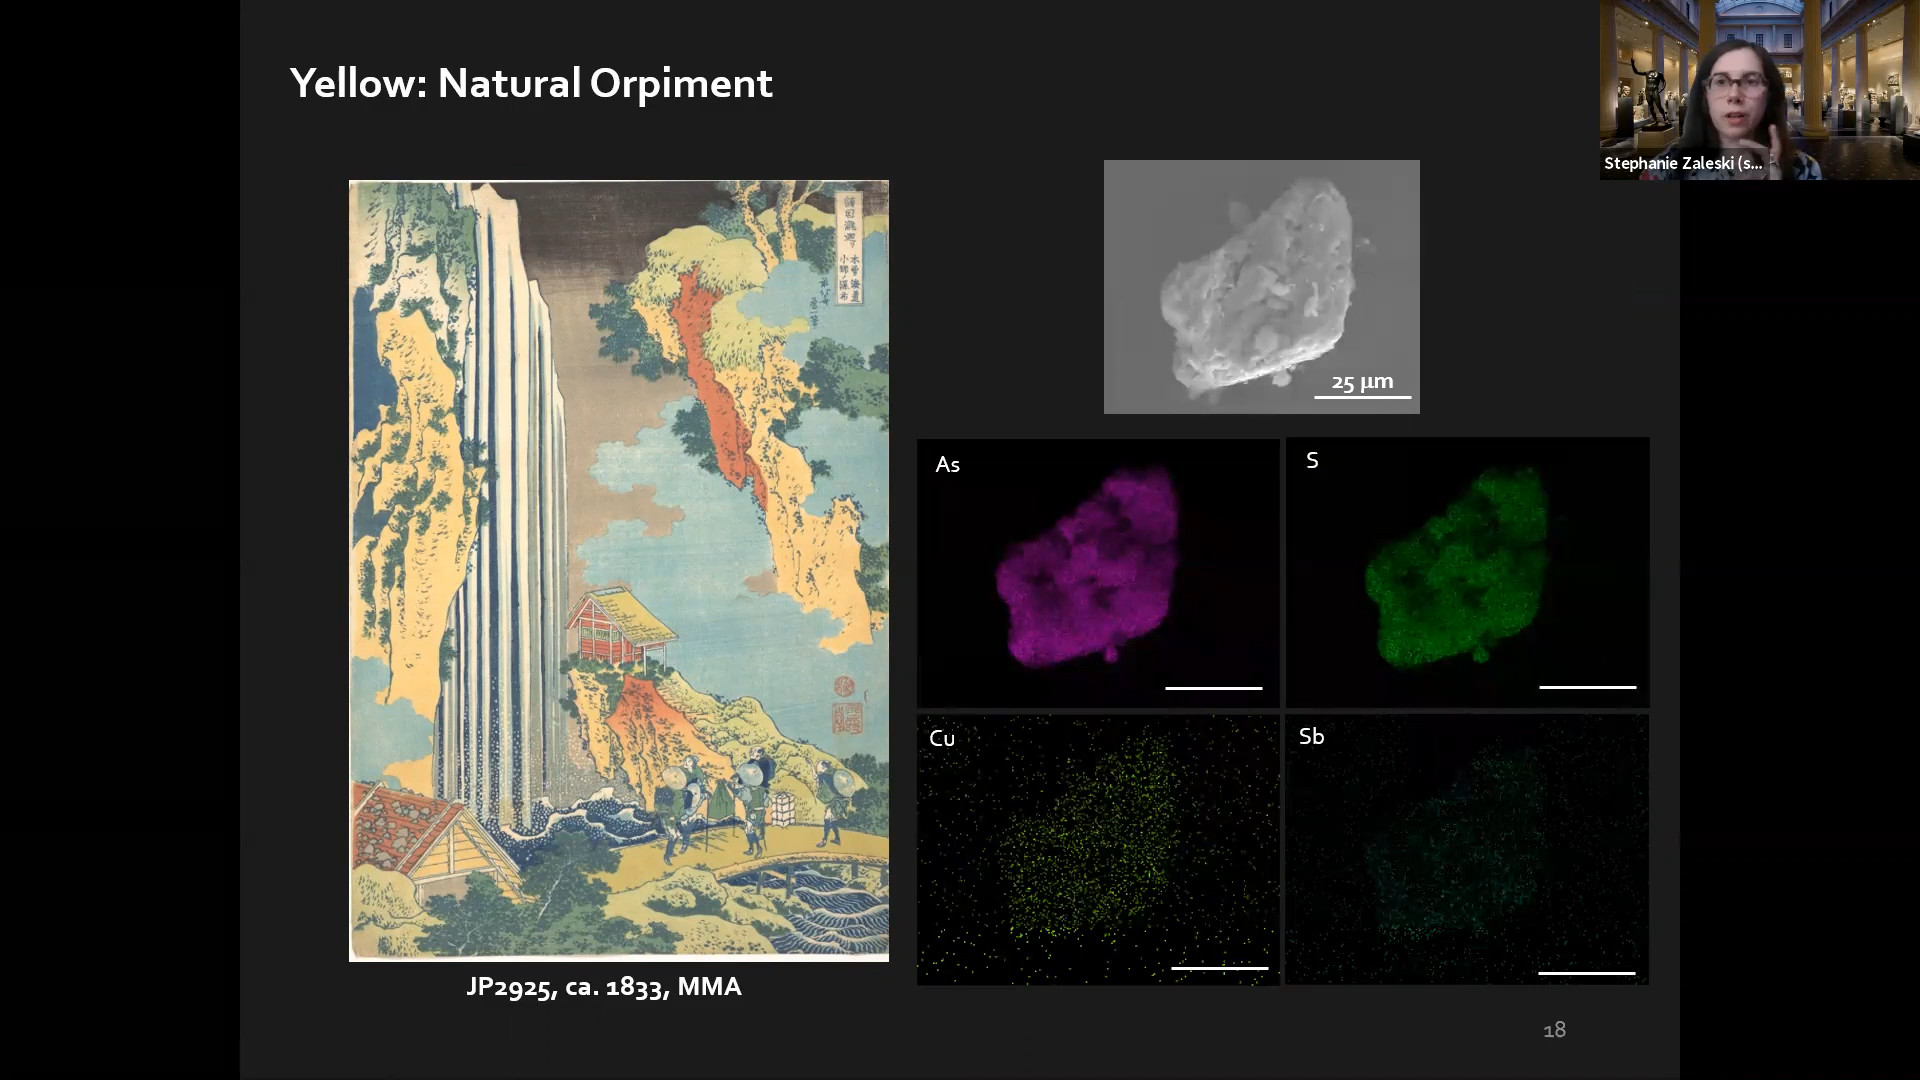 Yellow: Natural Orpiment
Stephanie Zaleski (s...
25 µm
As
S
Cu
Sb
JP2925, ca. 1833, MMA
18